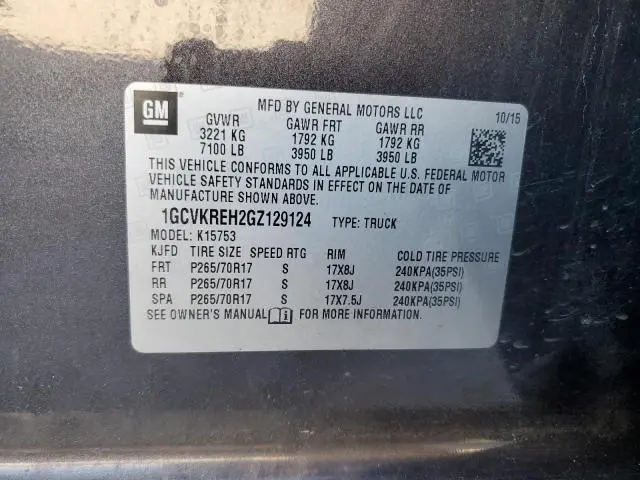 GM
MFD BY GENERAL MOTORS LLC 10/15
GVWR GAWR FRT GAWR RR
3221 KG 1792 KG 1792 KG
7100 LB 3950 LB 3950 LB
THIS VEHICLE CONFORMS TO ALL APPLICABLE U.S. FEDERAL MOTOR
VEHICLE SAFETY STANDARDS IN EFFECT ON THE DATE OF
MANUFACTURE SHOWN ABOVE.
1GCVKREH2GZ129124 TYPE: TRUCK
MODEL: K15753
KJFD TIRE SIZE SPEED RTG RIM COLD TIRE PRESSURE
FRT P265/70R17 S 17X8J 240KPA(35PSI)
RR P265/70R17 S 17X8J 240KPA(35PSI)
SPA P265/70R17 S 17X7.5J 240KPA(35PSI)
SEE OWNER'S MANUAL FOR MORE INFORMATION.